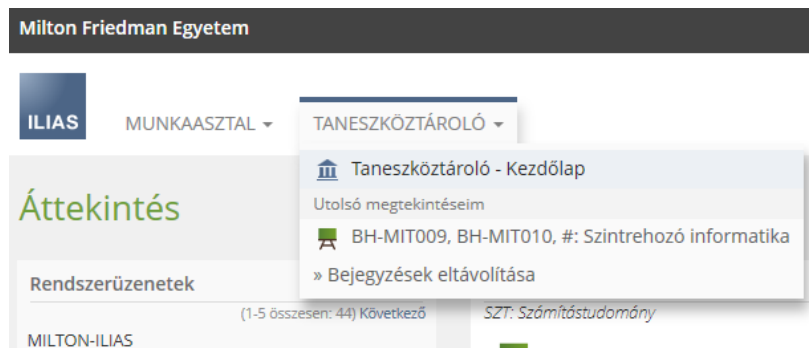 Milton Friedman Egyetem
ILIAS
MUNKAASZTAL
TANESZKÖZTÁROLÓ
Taneszköztároló - Kezdőlap
Utolsó megtekintéseim
BH-MIT009, BH-MIT010, #: Szintrehozó informatika
» Bejegyzések eltávolítása
Áttekintés
Rendszerüzenetek
(1-5 összesen: 44) Következő
MILTON-ILIAS
SZT: Számítástudomány